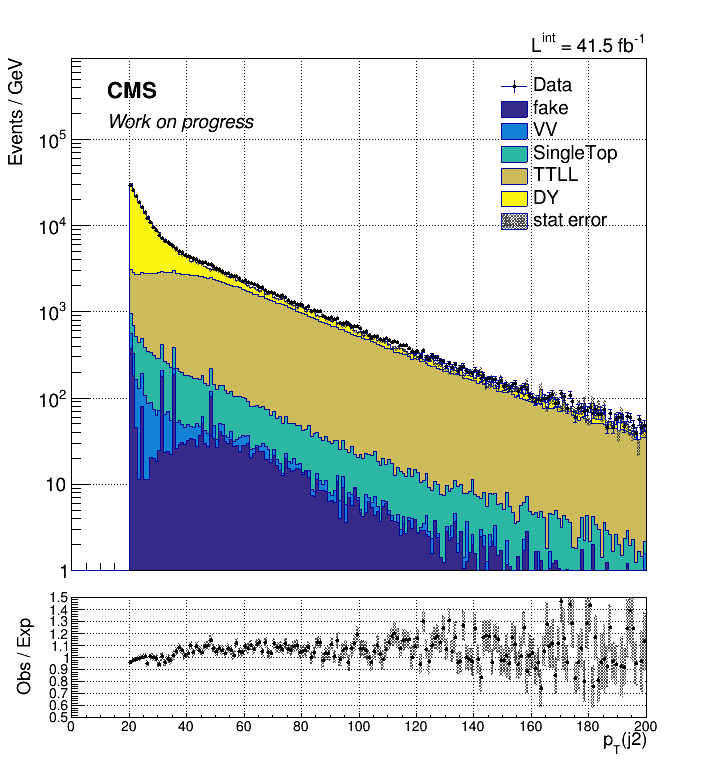 L^int = 41.5 fb^-1
Events / GeV
CMS
Work on progress
Data
fake
VV
SingleTop
TTLL
DY
stat error
10^5
10^4
10^3
10^2
10
1
Obs / Exp
1.5
1.4
1.3
1.2
1.1
1
0.9
0.8
0.7
0.6
0.5
0 20 40 60 80 100 120 140 160 180 200
p_T(j2)